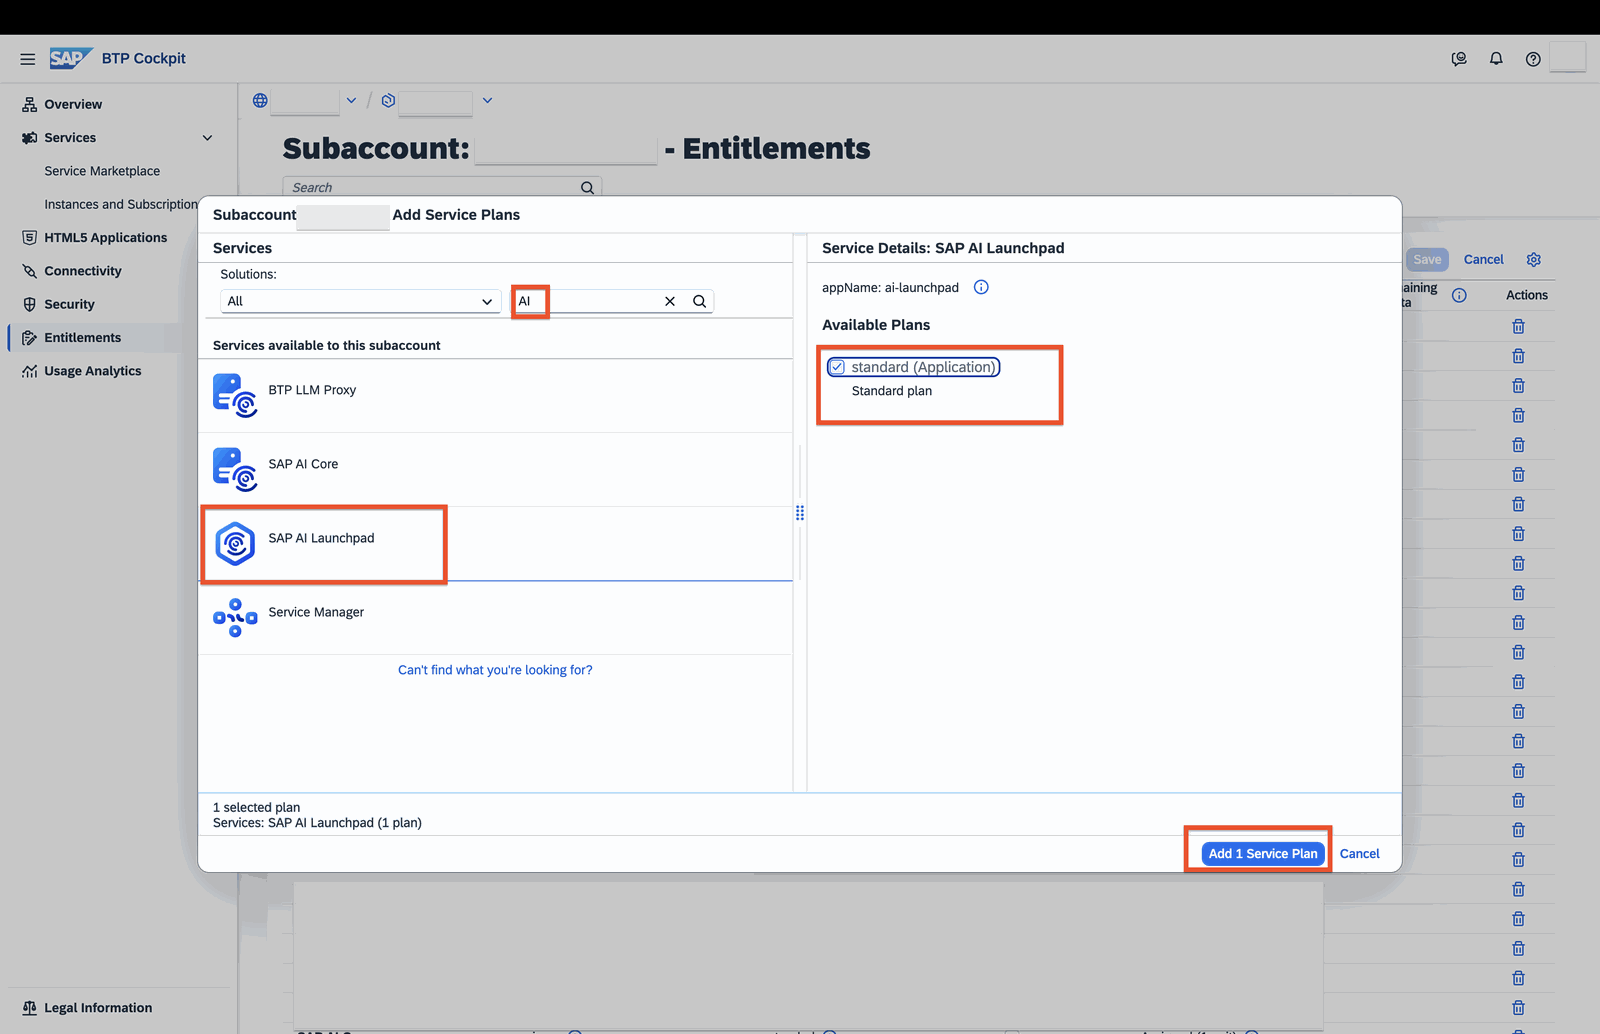 SAP BTP Cockpit
Overview
Services
Service Marketplace
Instances and Subscription
HTML5 Applications
Connectivity
Security
Entitlements
Usage Analytics
Legal Information
/
Subaccount: - Entitlements
Search
Save Cancel
aining
ta
Actions
Subaccount Add Service Plans
Services
Solutions:
All
AI
Services available to this subaccount
BTP LLM Proxy
SAP AI Core
SAP AI Launchpad
Service Manager
Can't find what you're looking for?
Service Details: SAP AI Launchpad
appName: ai-launchpad
Available Plans
standard (Application)
Standard plan
1 selected plan
Services: SAP AI Launchpad (1 plan)
Add 1 Service Plan Cancel